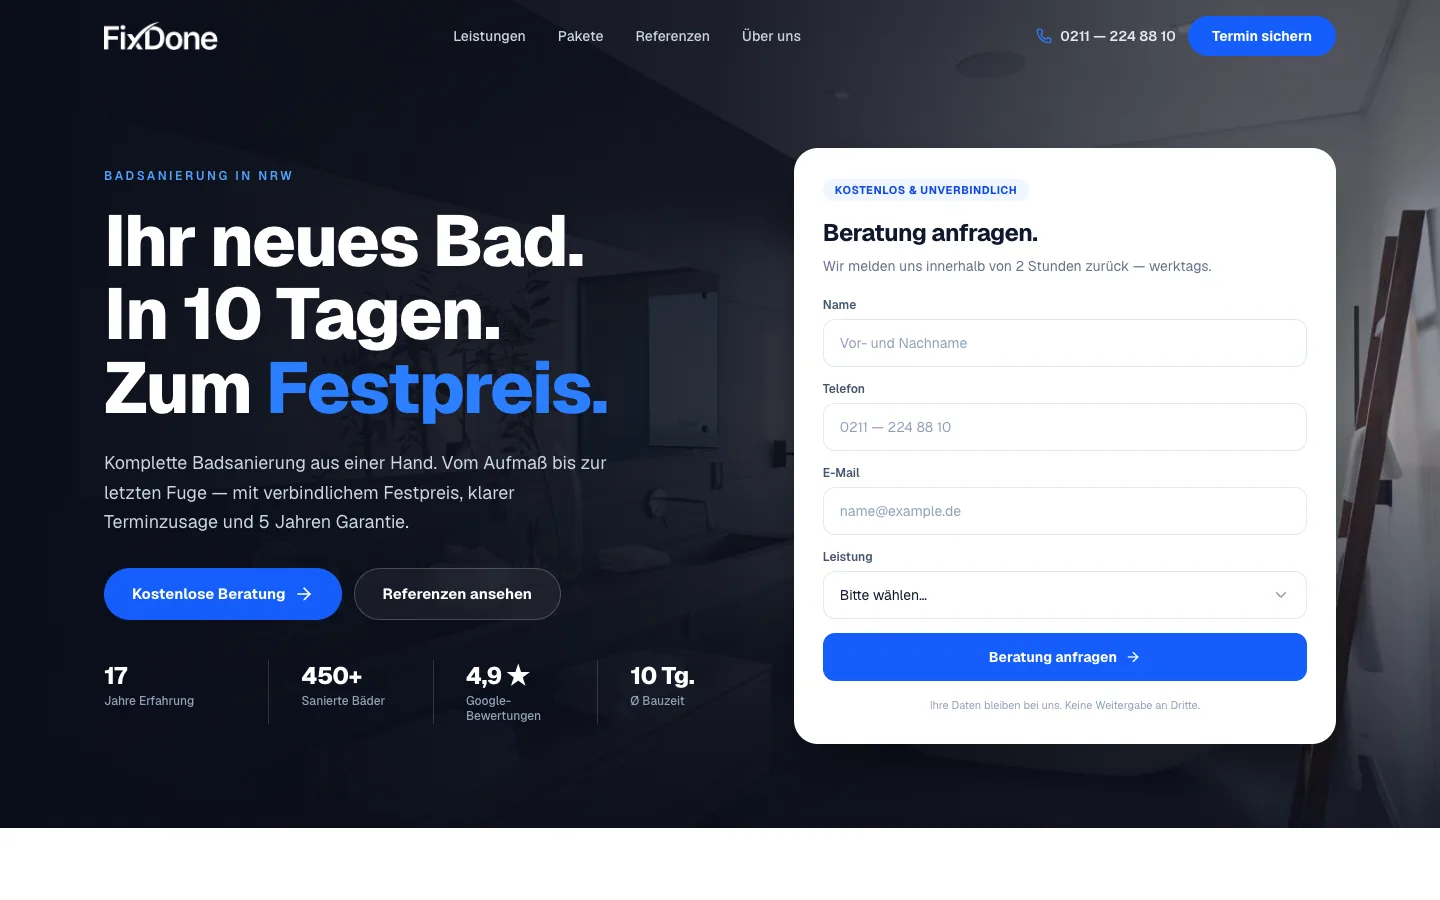 FixDone
Leistungen
Pakete
Referenzen
Über uns
0211 — 224 88 10
Termin sichern
BADSANIERUNG IN NRW
Ihr neues Bad.
In 10 Tagen.
Zum Festpreis.
Komplette Badsanierung aus einer Hand. Vom Aufmaß bis zur
letzten Fuge — mit verbindlichem Festpreis, klarer
Terminzusage und 5 Jahren Garantie.
Kostenlose Beratung →
Referenzen ansehen
17
Jahre Erfahrung
450+
Sanierte Bäder
4,9 ★
Google-
Bewertungen
10 Tg.
Ø Bauzeit
KOSTENLOS & UNVERBINDLICH
Beratung anfragen.
Wir melden uns innerhalb von 2 Stunden zurück — werktags.
Name
Vor- und Nachname
Telefon
0211 — 224 88 10
E-Mail
name@example.de
Leistung
Bitte wählen...
Beratung anfragen →
Ihre Daten bleiben bei uns. Keine Weitergabe an Dritte.